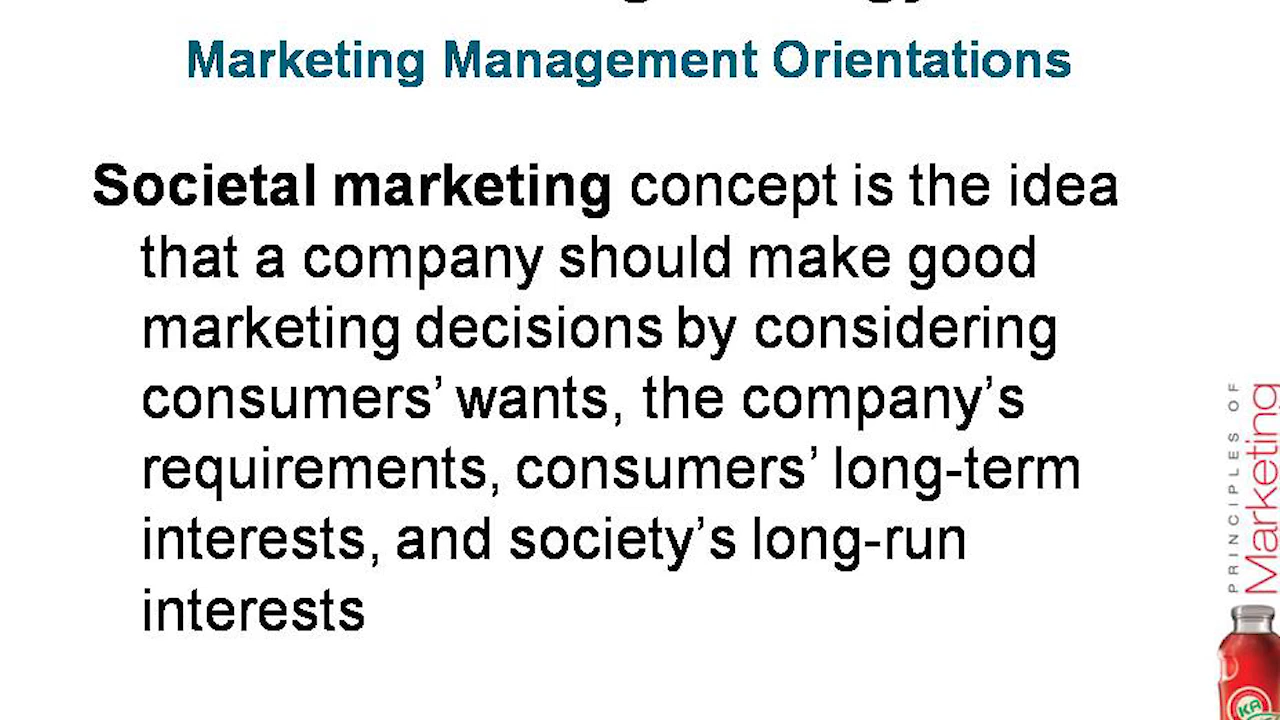 Marketing Management Orientations
Societal marketing concept is the idea
that a company should make good
marketing decisions by considering
consumers’ wants, the company’s
requirements, consumers’ long-term
interests, and society’s long-run
interests
PRINCIPLES OF
Marketing
KR